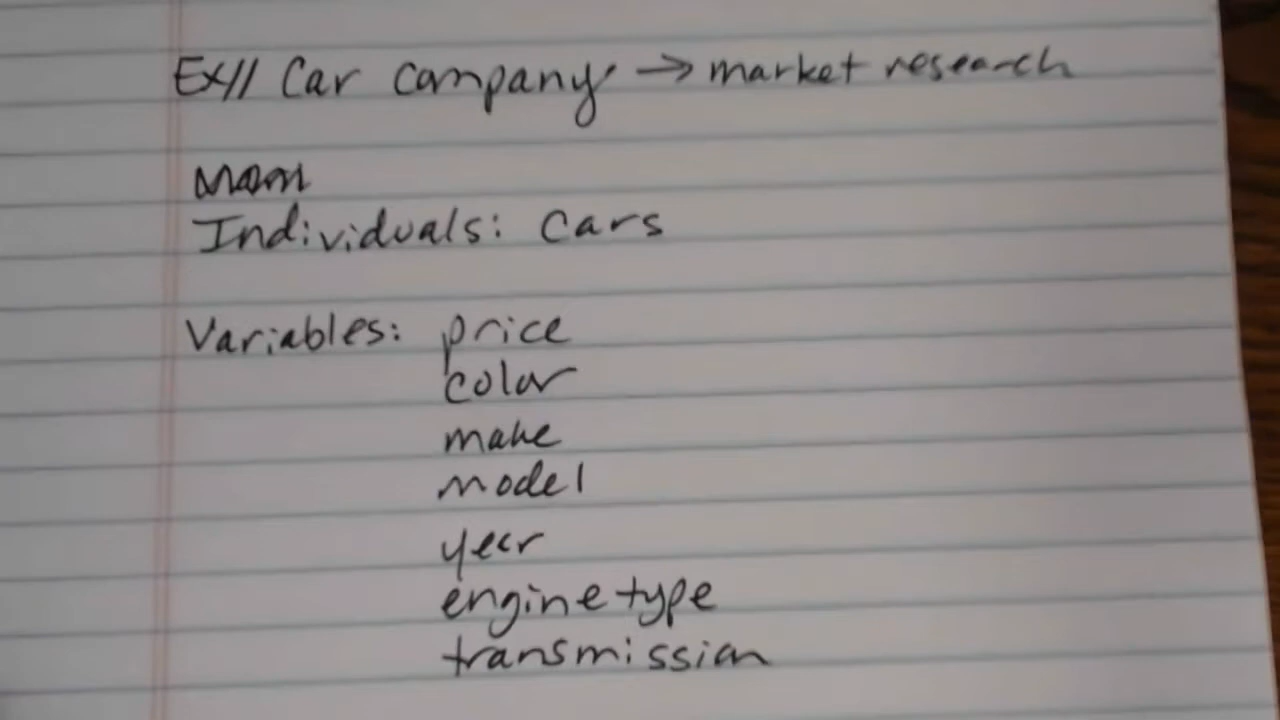 Ex// Car company → market research
Individuals: cars
Variables: price
color
make
model
year
engine type
transmission